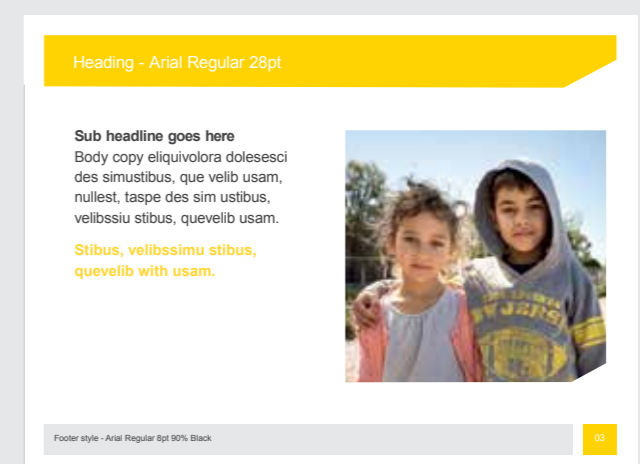 Heading - Arial Regular 28pt
Sub headline goes here
Body copy eliquivolora dolesesci
des simustibus, que velib usam,
nullest, taspe des sim ustibus,
velibssiu stibus, quevelib usam.
Stibus, velibssimu stibus,
quevelib with usam.
Footer style - Arial Regular 8pt 90% Black
03